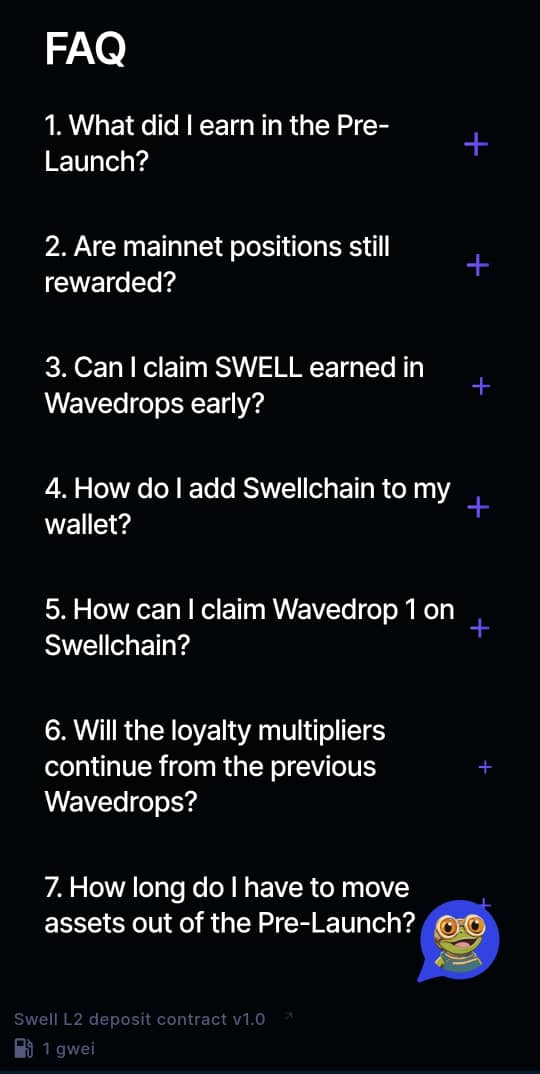 FAQ
1. What did I earn in the Pre-
Launch?
2. Are mainnet positions still
rewarded?
3. Can I claim SWELL earned in
Wavedrops early?
4. How do I add Swellchain to my
wallet?
5. How can I claim Wavedrop 1 on
Swellchain?
6. Will the loyalty multipliers
continue from the previous
Wavedrops?
7. How long do I have to move
assets out of the Pre-Launch?
Swell L2 deposit contract v1.0
1 gwei